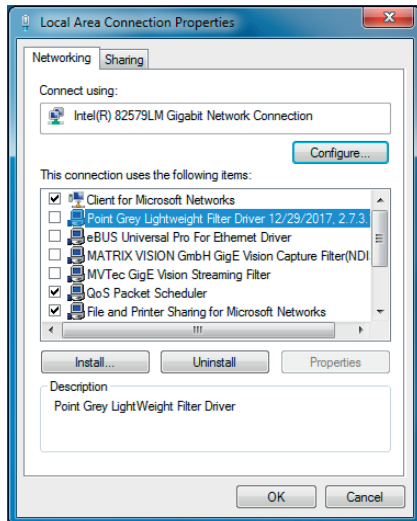 Local Area Connection Properties
Networking Sharing
Connect using:
Intel(R) 82579LM Gigabit Network Connection
Configure...
This connection uses the following items:
Client for Microsoft Networks
Point Grey Lightweight Filter Driver 12/29/2017, 2.7.3.
eBUS Universal Pro For Ethernet Driver
MATRIX VISION GmbH GigE Vision Capture Filter(NDI
MVTec GigE Vision Streaming Filter
QoS Packet Scheduler
File and Printer Sharing for Microsoft Networks
Install... Uninstall Properties
Description
Point Grey LightWeight Filter Driver
OK Cancel